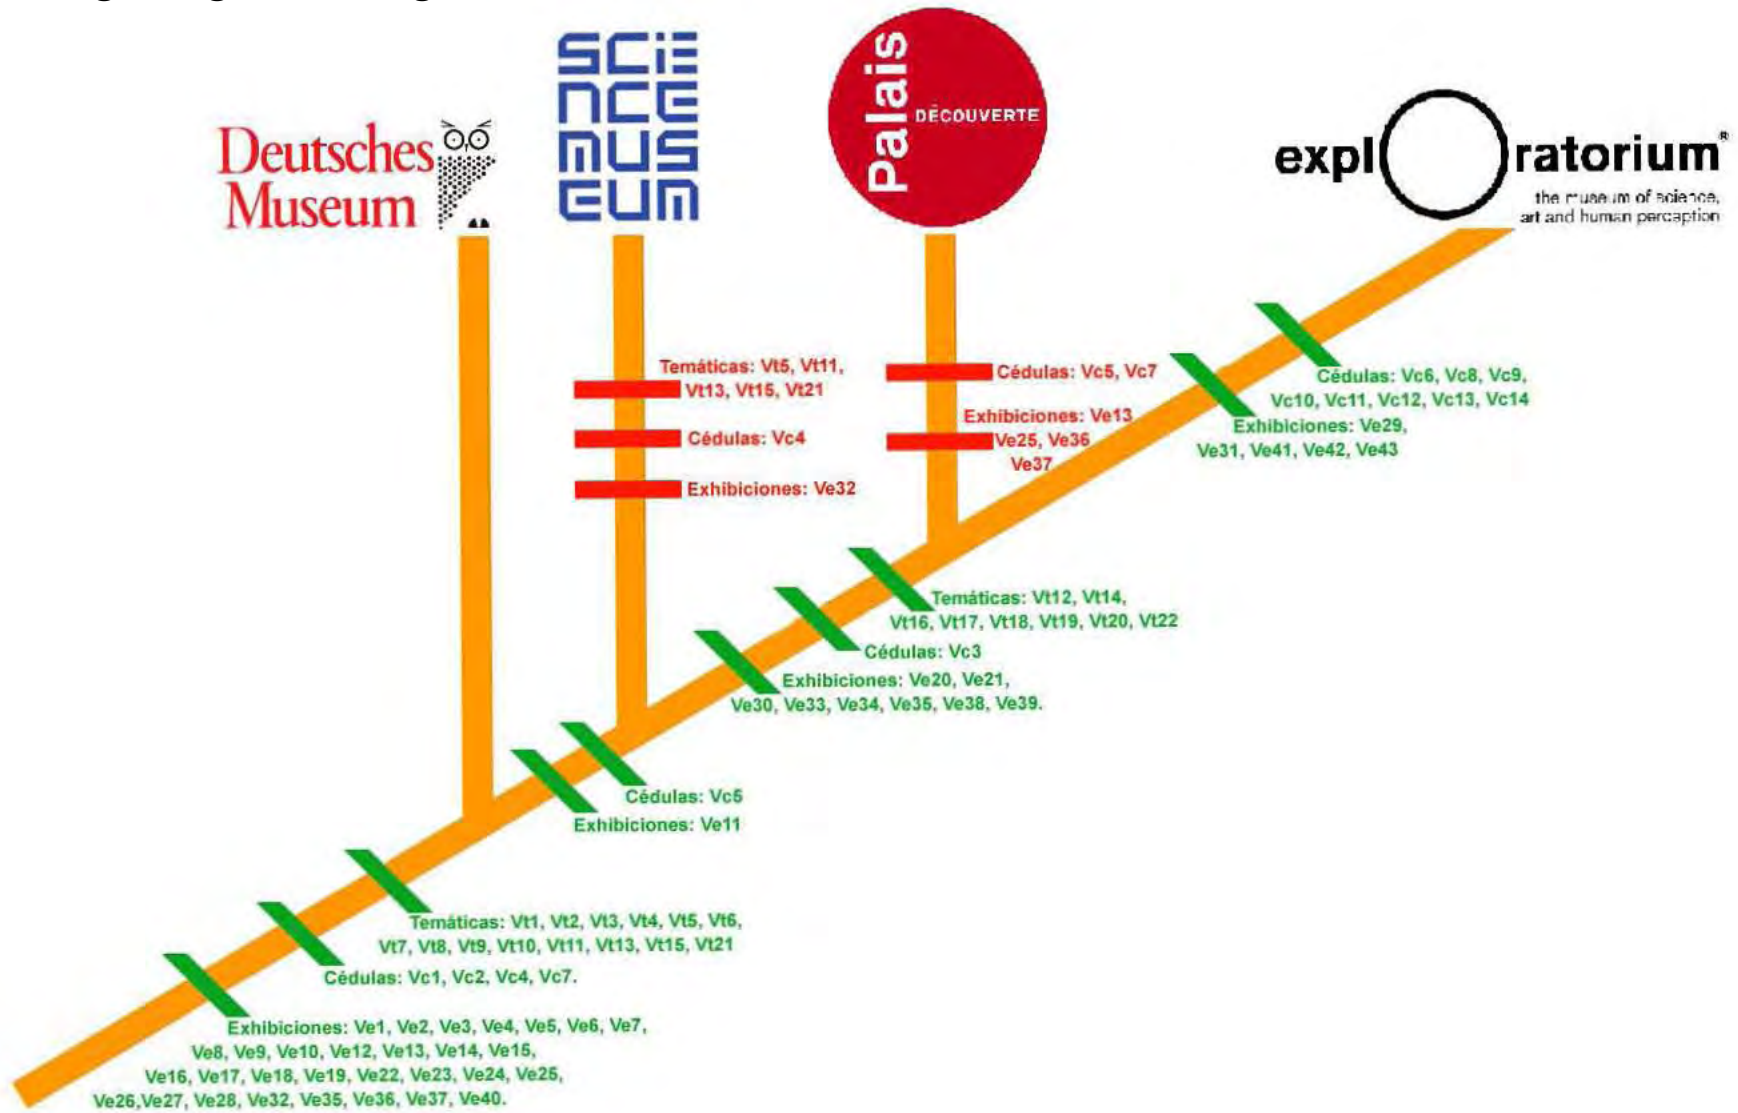 Deutsches
Museum
SCIE
NCE
MUS
EUM
Palais
DÉCOUVERTE
expl ratorium®
the museum of science,
art and human perception
Temáticas: Vt5, Vt11,
Vt13, Vt15, Vt21
Cédulas: Vc4
Exhibiciones: Ve32
Cédulas: Vc5, Vc7
Exhibiciones: Ve13
Ve25, Ve36
Ve37
Cédulas: Vc6, Vc8, Vc9,
Vc10, Vc11, Vc12, Vc13, Vc14
Exhibiciones: Ve29,
Ve31, Ve41, Ve42, Ve43
Temáticas: Vt12, Vt14,
Vt16, Vt17, Vt18, Vt19, Vt20, Vt22
Cédulas: Vc3
Exhibiciones: Ve20, Ve21,
Ve30, Ve33, Ve34, Ve35, Ve38, Ve39.
Cédulas: Vc5
Exhibiciones: Ve11
Temáticas: Vt1, Vt2, Vt3, Vt4, Vt5, Vt6,
Vt7, Vt8, Vt9, Vt10, Vt11, Vt13, Vt15, Vt21
Cédulas: Vc1, Vc2, Vc4, Vc7.
Exhibiciones: Ve1, Ve2, Ve3, Ve4, Ve5, Ve6, Ve7,
Ve8, Ve9, Ve10, Ve12, Ve13, Ve14, Ve15,
Ve16, Ve17, Ve18, Ve19, Ve22, Ve23, Ve24, Ve25,
Ve26,Ve27, Ve28, Ve32, Ve35, Ve36, Ve37, Ve40.